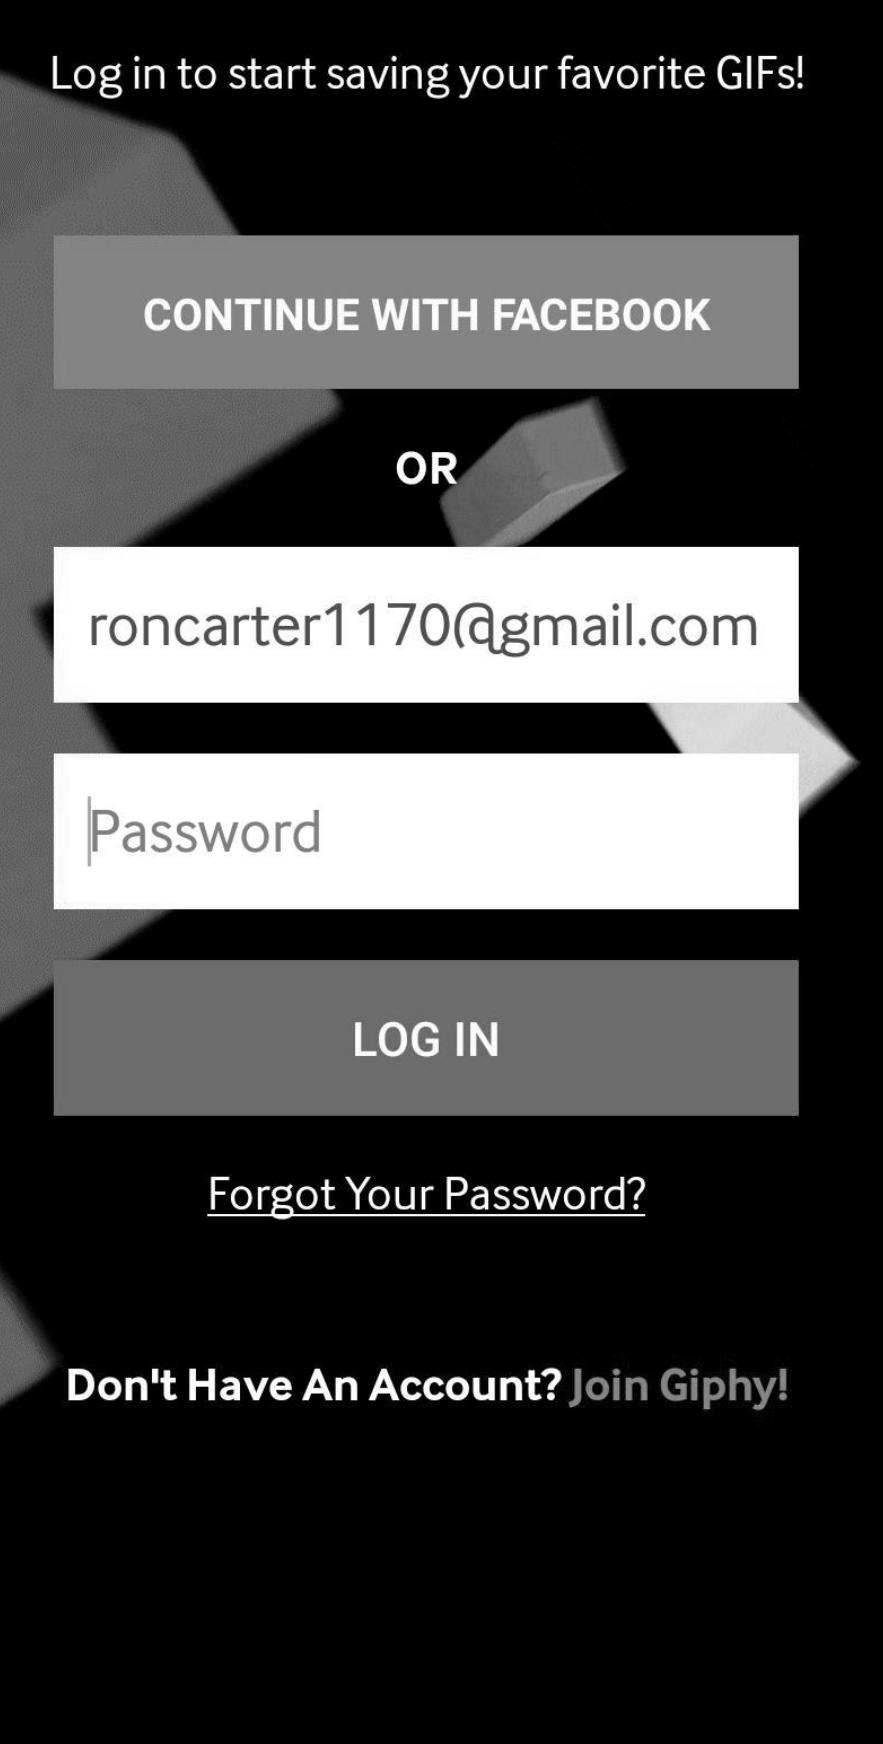 Log in to start saving your favorite GIFs!
CONTINUE WITH FACEBOOK
OR
roncarter1170@gmail.com
Password
LOG IN
Forgot Your Password?
Don't Have An Account? Join Giphy!